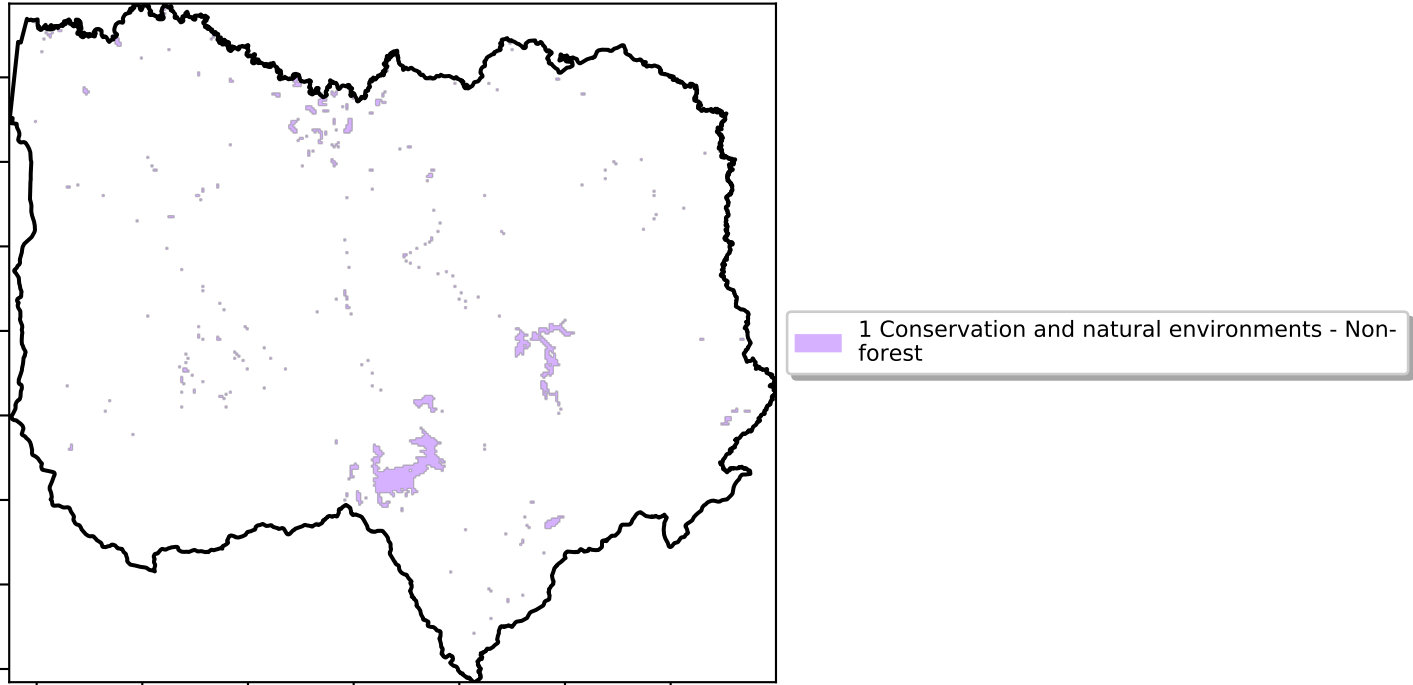 1 Conservation and natural environments - Non-
forest